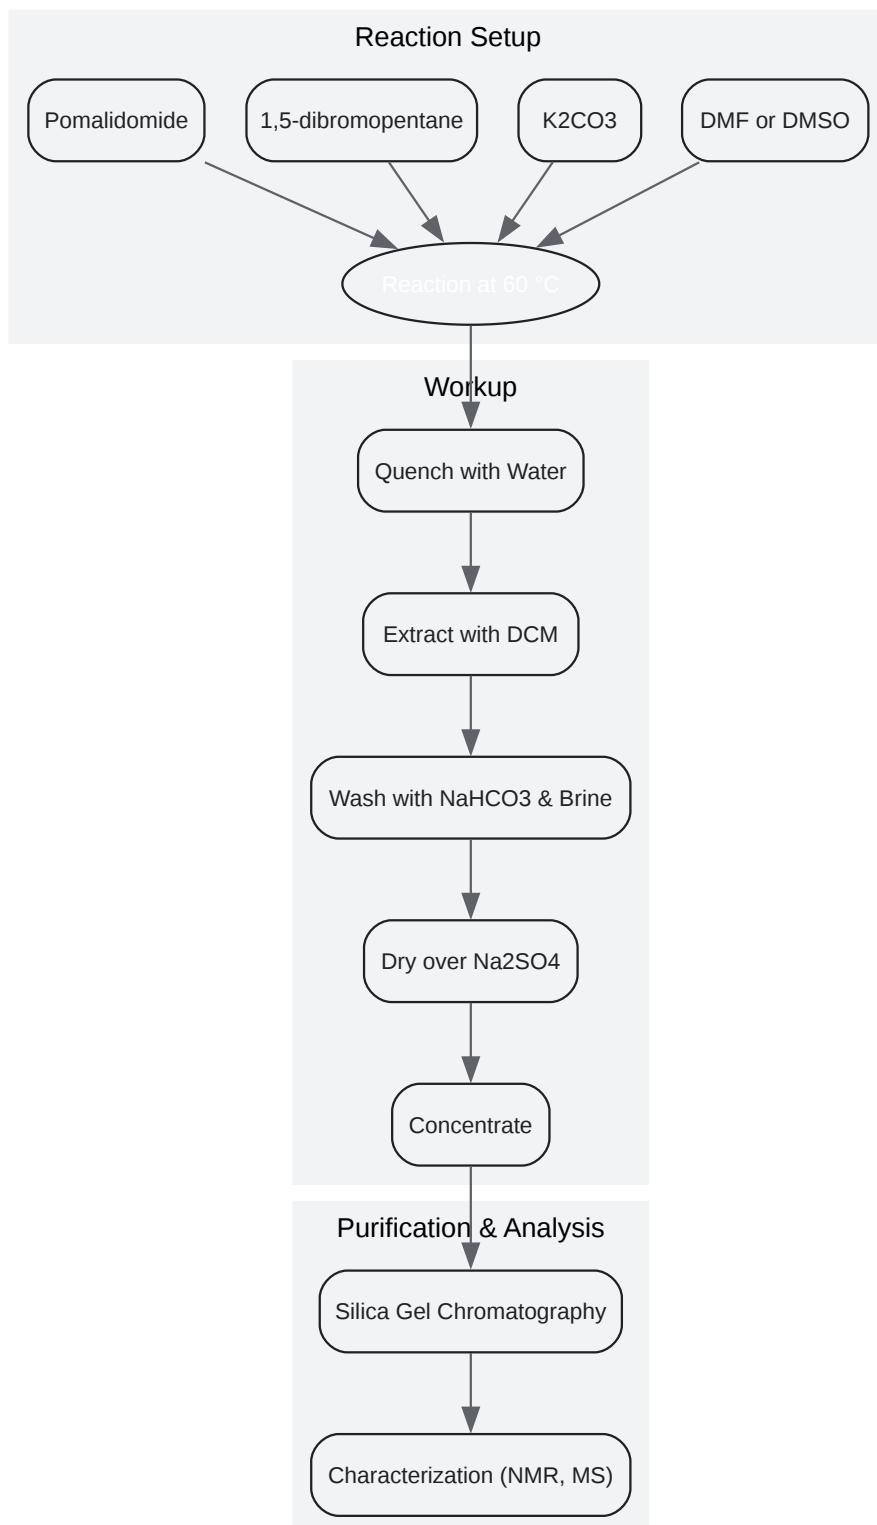 Reaction Setup
Pomalidomide
1,5-dibromopentane
K2CO3
DMF or DMSO
Reaction at 60 °C
Workup
Quench with Water
Extract with DCM
Wash with NaHCO3 & Brine
Dry over Na2SO4
Concentrate
Purification & Analysis
Silica Gel Chromatography
Characterization (NMR, MS)